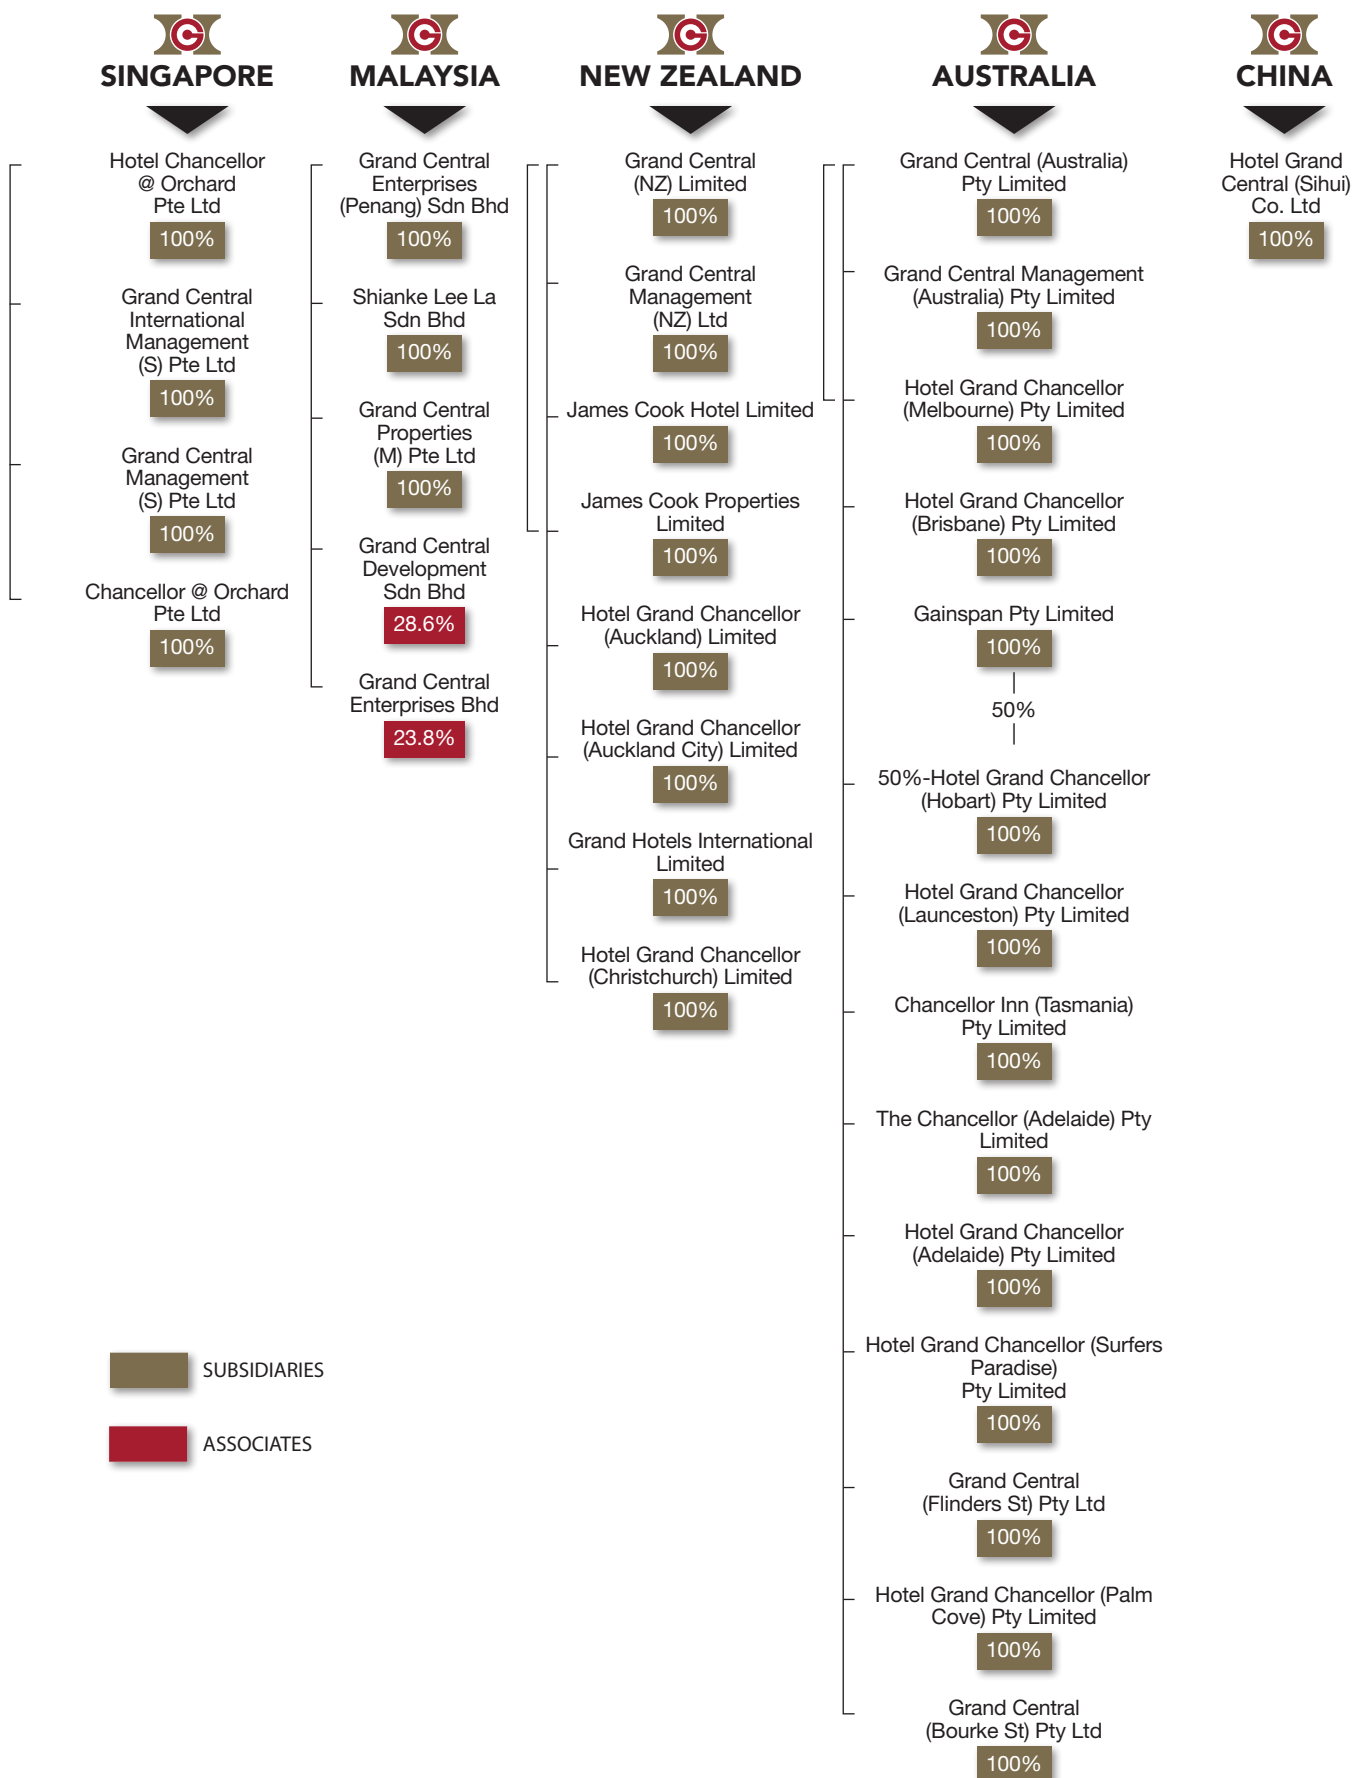 SINGAPORE
Hotel Chancellor
@ Orchard
Pte Ltd
100%
Grand Central
International
Management
(S) Pte Ltd
100%
Grand Central
Management
(S) Pte Ltd
100%
Chancellor @ Orchard
Pte Ltd
100%
MALAYSIA
Grand Central
Enterprises
(Penang) Sdn Bhd
100%
Shianke Lee La
Sdn Bhd
100%
Grand Central
Properties
(M) Pte Ltd
100%
Grand Central
Development
Sdn Bhd
28.6%
Grand Central
Enterprises Bhd
23.8%
NEW ZEALAND
Grand Central
(NZ) Limited
100%
Grand Central
Management
(NZ) Ltd
100%
James Cook Hotel Limited
100%
James Cook Properties
Limited
100%
Hotel Grand Chancellor
(Auckland) Limited
100%
Hotel Grand Chancellor
(Auckland City) Limited
100%
Grand Hotels International
Limited
100%
Hotel Grand Chancellor
(Christchurch) Limited
100%
AUSTRALIA
Grand Central (Australia)
Pty Limited
100%
Grand Central Management
(Australia) Pty Limited
100%
Hotel Grand Chancellor
(Melbourne) Pty Limited
100%
Hotel Grand Chancellor
(Brisbane) Pty Limited
100%
Gainspan Pty Limited
100%
50%
50%-Hotel Grand Chancellor
(Hobart) Pty Limited
100%
Hotel Grand Chancellor
(Launceston) Pty Limited
100%
Chancellor Inn (Tasmania)
Pty Limited
100%
The Chancellor (Adelaide) Pty
Limited
100%
Hotel Grand Chancellor
(Adelaide) Pty Limited
100%
Hotel Grand Chancellor (Surfers
Paradise)
Pty Limited
100%
Grand Central
(Flinders St) Pty Ltd
100%
Hotel Grand Chancellor (Palm
Cove) Pty Limited
100%
Grand Central
(Bourke St) Pty Ltd
100%
CHINA
Hotel Grand
Central (Sihui)
Co. Ltd
100%
SUBSIDIARIES
ASSOCIATES